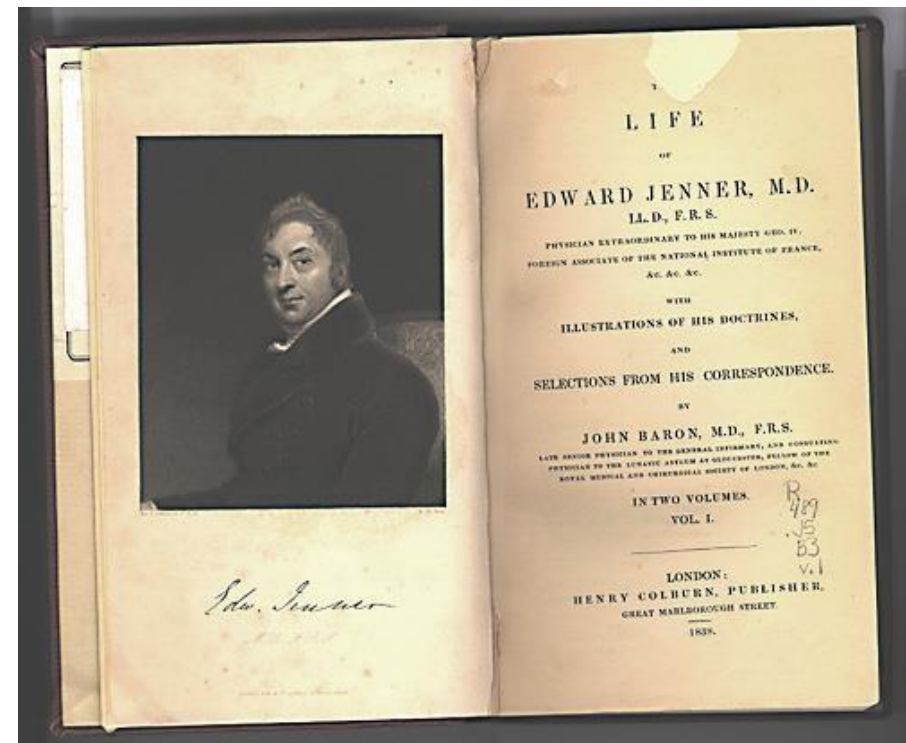 Edw. Jenner
LIFE
OF
EDWARD JENNER, M.D.
LL.D., F.R.S.
PHYSICIAN EXTRAORDINARY TO HIS MAJESTY GEO. IV.
FOREIGN ASSOCIATE OF THE NATIONAL INSTITUTE OF FRANCE,
&c. &c. &c.
WITH
ILLUSTRATIONS OF HIS DOCTRINES,
AND
SELECTIONS FROM HIS CORRESPONDENCE.
BY
JOHN BARON, M.D., F.R.S.
LATE SENIOR PHYSICIAN TO THE GENERAL INFIRMARY, AND CONSULTING
PHYSICIAN TO THE LUNATIC ASYLUM AT GLOUCESTER, FELLOW OF THE
ROYAL MEDICAL AND CHIRURGICAL SOCIETY OF LONDON, &c. &c
IN TWO VOLUMES.
VOL. I.
R
489
.J5
B3
v.1
LONDON:
HENRY COLBURN, PUBLISHER,
GREAT MARLBOROUGH STREET.
1838.